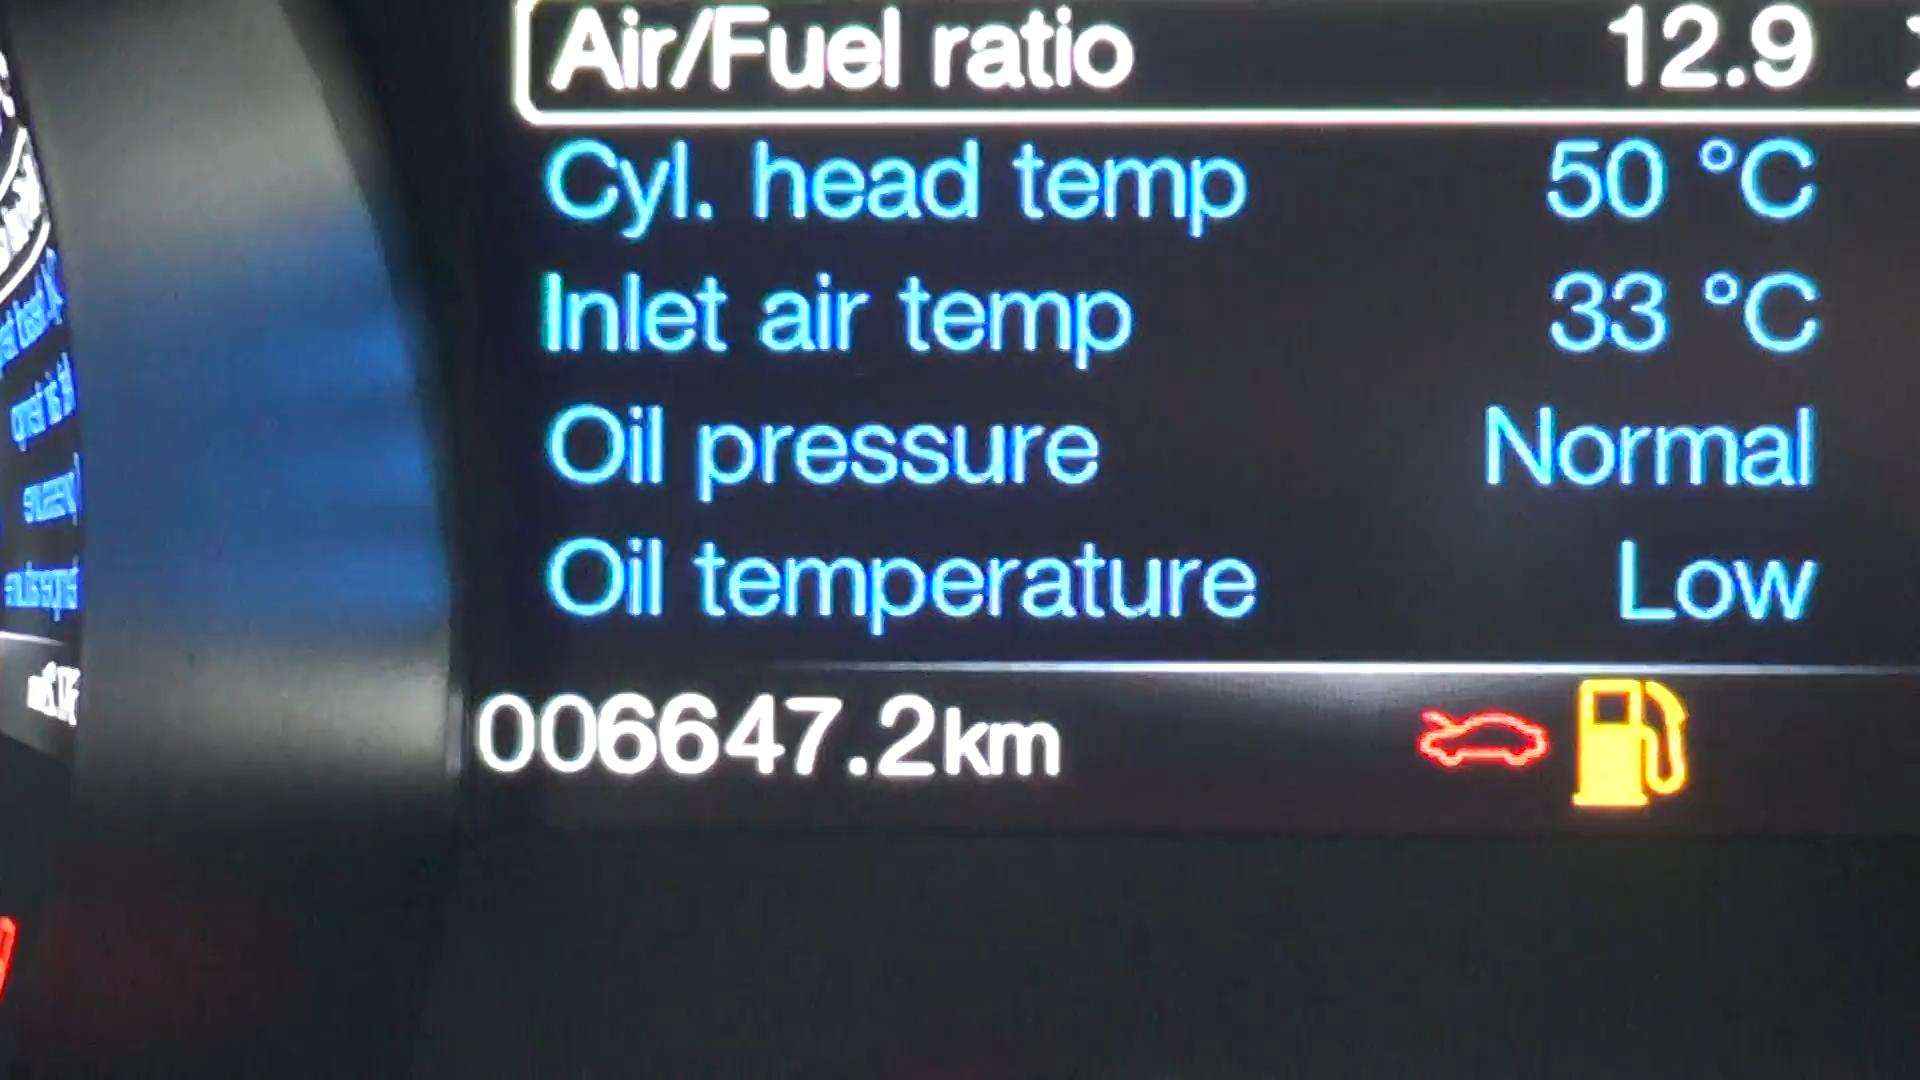 Air/Fuel ratio 12.9
Cyl. head temp 50 °C
Inlet air temp 33 °C
Oil pressure Normal
Oil temperature Low
006647.2km